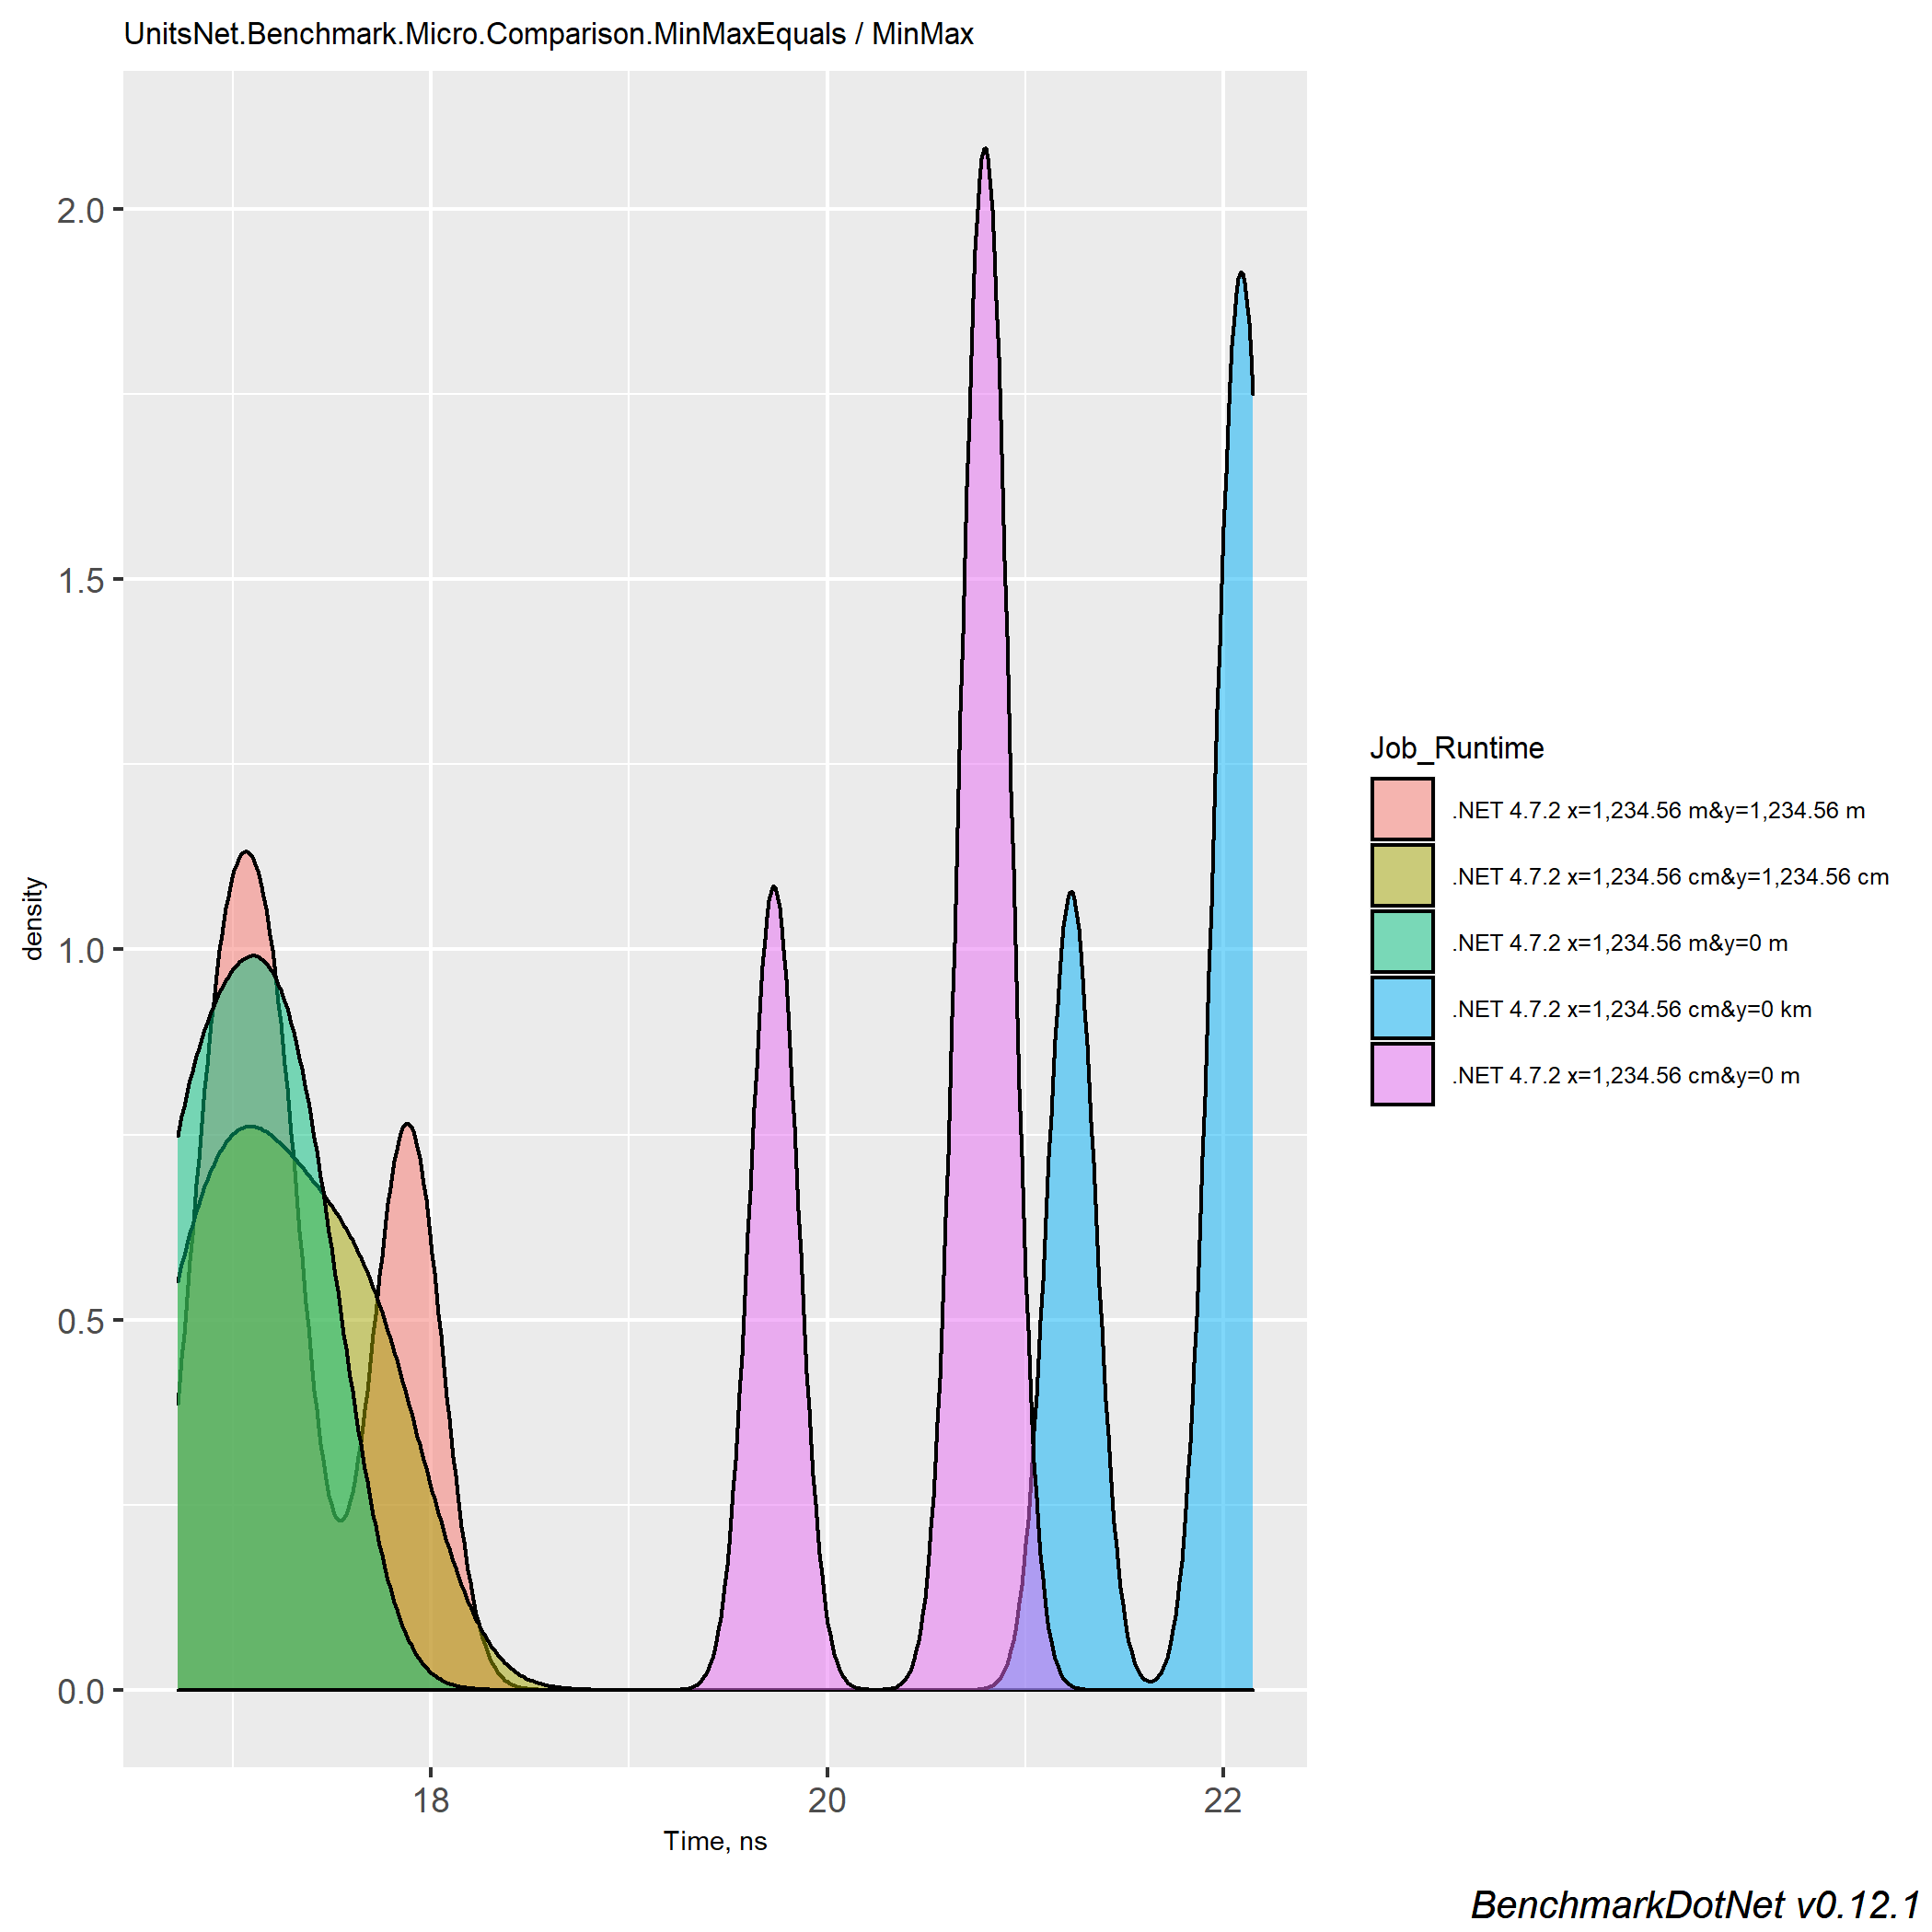 UnitsNet.Benchmark.Micro.Comparison.MinMaxEquals / MinMax
2.0
1.5
1.0
0.5
0.0
density
18
20
22
Time, ns
Job_Runtime
.NET 4.7.2 x=1,234.56 m&y=1,234.56 m
.NET 4.7.2 x=1,234.56 cm&y=1,234.56 cm
.NET 4.7.2 x=1,234.56 m&y=0 m
.NET 4.7.2 x=1,234.56 cm&y=0 km
.NET 4.7.2 x=1,234.56 cm&y=0 m
BenchmarkDotNet v0.12.1